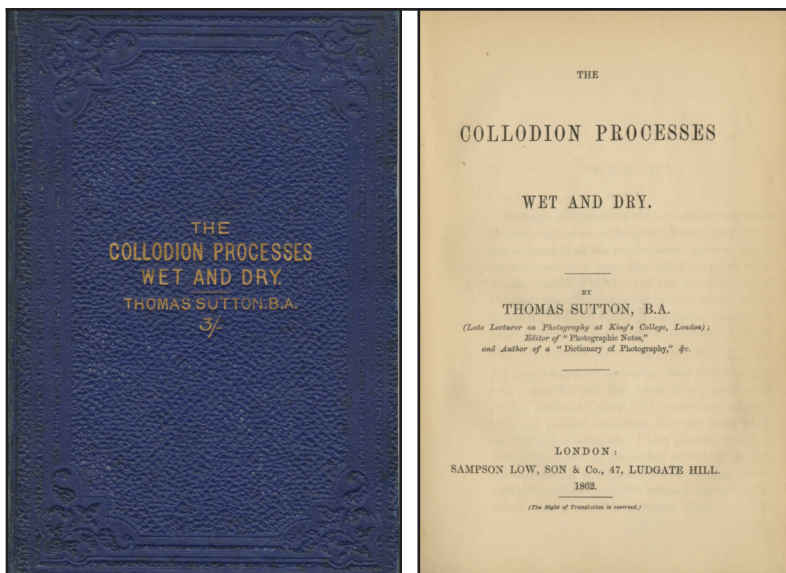 THE
COLLODION PROCESSES
WET AND DRY.
THOMAS SUTTON.B.A.
3/-
THE
COLLODION PROCESSES
WET AND DRY.
BY
THOMAS SUTTON, B.A.
(Late Lecturer on Photography at King's College, London);
Editor of "Photographic Notes,"
and Author of a "Dictionary of Photography," &c.
LONDON:
SAMPSON LOW, SON & Co., 47, LUDGATE HILL.
1862.
(The Right of Translation is reserved.)